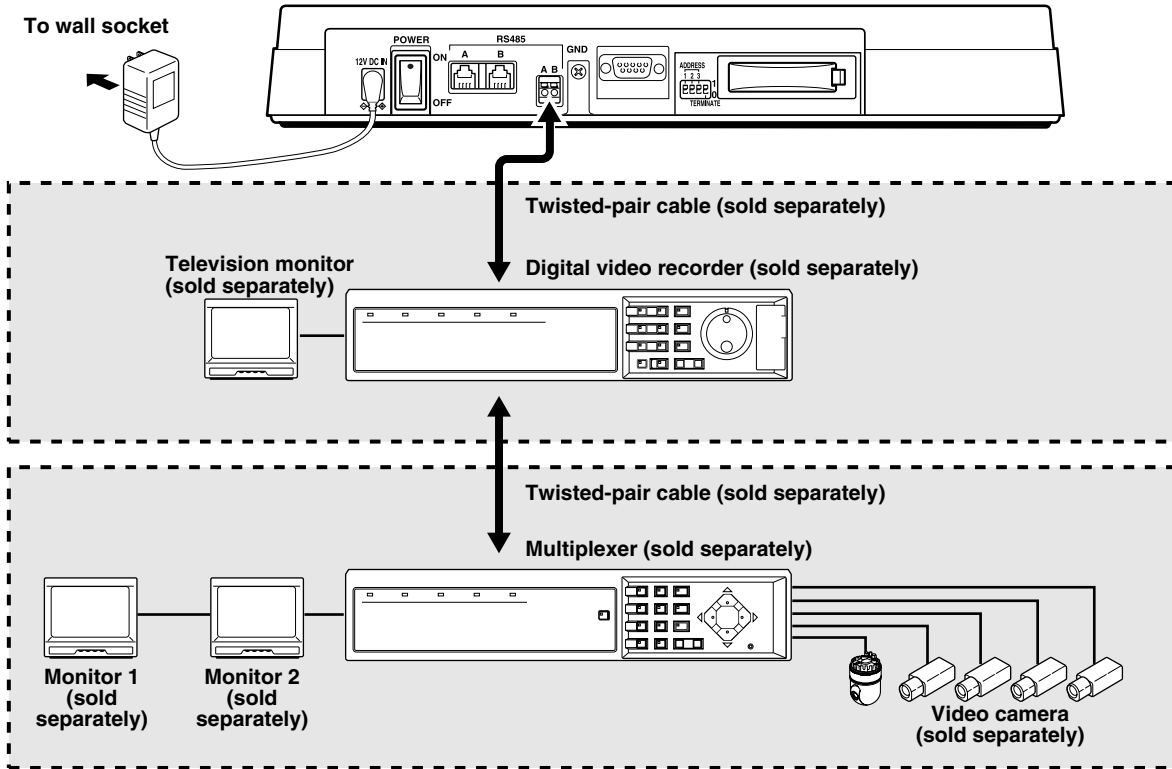 To wall socket
POWER
RS485
12V DC IN
ON
OFF
A B
A B
GND
ADDRESS
1 2 3
1
0
TERMINATE
Twisted-pair cable (sold separately)
Television monitor
(sold separately)
Digital video recorder (sold separately)
Twisted-pair cable (sold separately)
Multiplexer (sold separately)
Monitor 1
(sold
separately)
Monitor 2
(sold
separately)
Video camera
(sold separately)